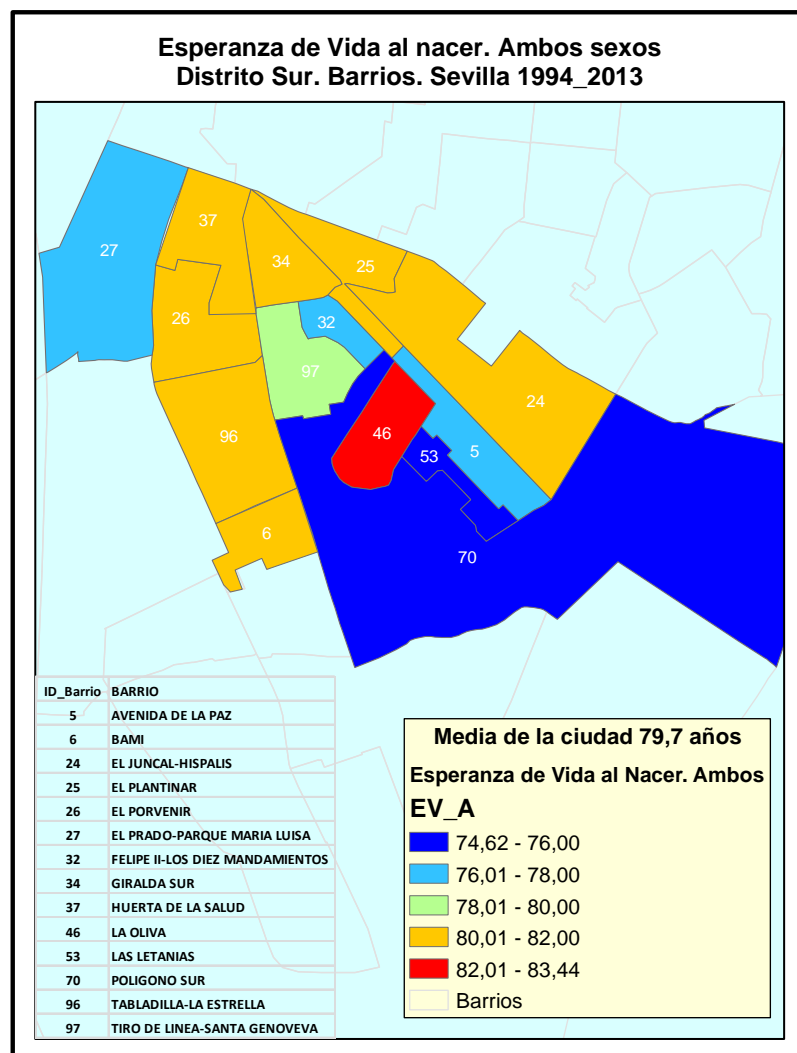 Esperanza de Vida al nacer. Ambos sexos
Distrito Sur. Barrios. Sevilla 1994_2013
37
27
34
25
26
32
97
24
46
96
5
53
6
70
ID_Barrio BARRIO
5 AVENIDA DE LA PAZ
6 BAMI
24 EL JUNCAL-HISPALIS
25 EL PLANTINAR
26 EL PORVENIR
27 EL PRADO-PARQUE MARIA LUISA
32 FELIPE II-LOS DIEZ MANDAMIENTOS
34 GIRALDA SUR
37 HUERTA DE LA SALUD
46 LA OLIVA
53 LAS LETANIAS
70 POLIGONO SUR
96 TABLADILLA-LA ESTRELLA
97 TIRO DE LINEA-SANTA GENOVEVA
Media de la ciudad 79,7 años
Esperanza de Vida al Nacer. Ambos
EV_A
74,62 - 76,00
76,01 - 78,00
78,01 - 80,00
80,01 - 82,00
82,01 - 83,44
Barrios